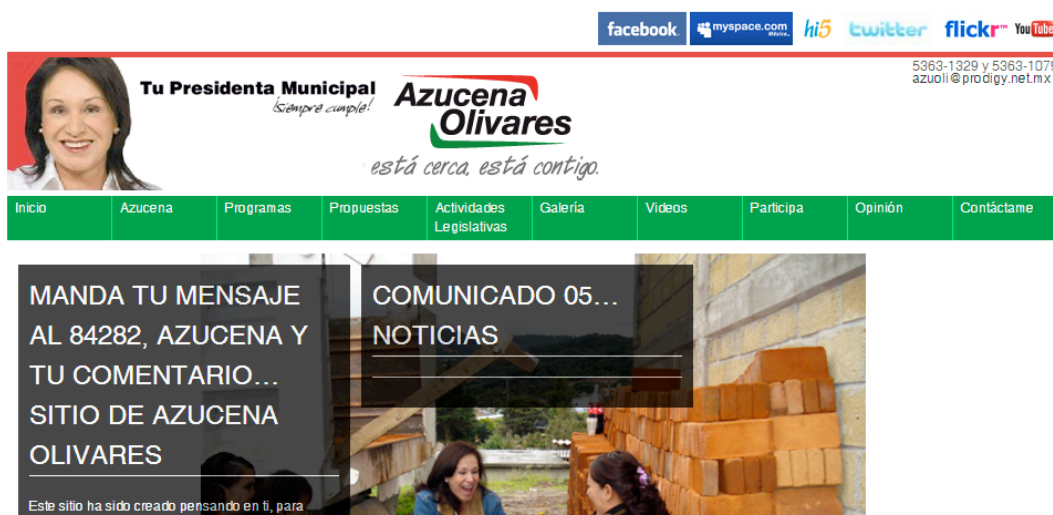 facebook.
myspace.com
México.
hi5
twitter
flickr™
YouTube
5363-1329 y 5363-1079
azuoli@prodigy.net.mx
Tu Presidenta Municipal
¡siempre cumple!
Azucena
Olivares
está cerca, está contigo.
Inicio
Azucena
Programas
Propuestas
Actividades
Legislativas
Galería
Videos
Participa
Opinión
Contáctame
MANDA TU MENSAJE
AL 84282, AZUCENA Y
TU COMENTARIO...
SITIO DE AZUCENA
OLIVARES
Este sitio ha sido creado pensando en ti, para
COMUNICADO 05...
NOTICIAS